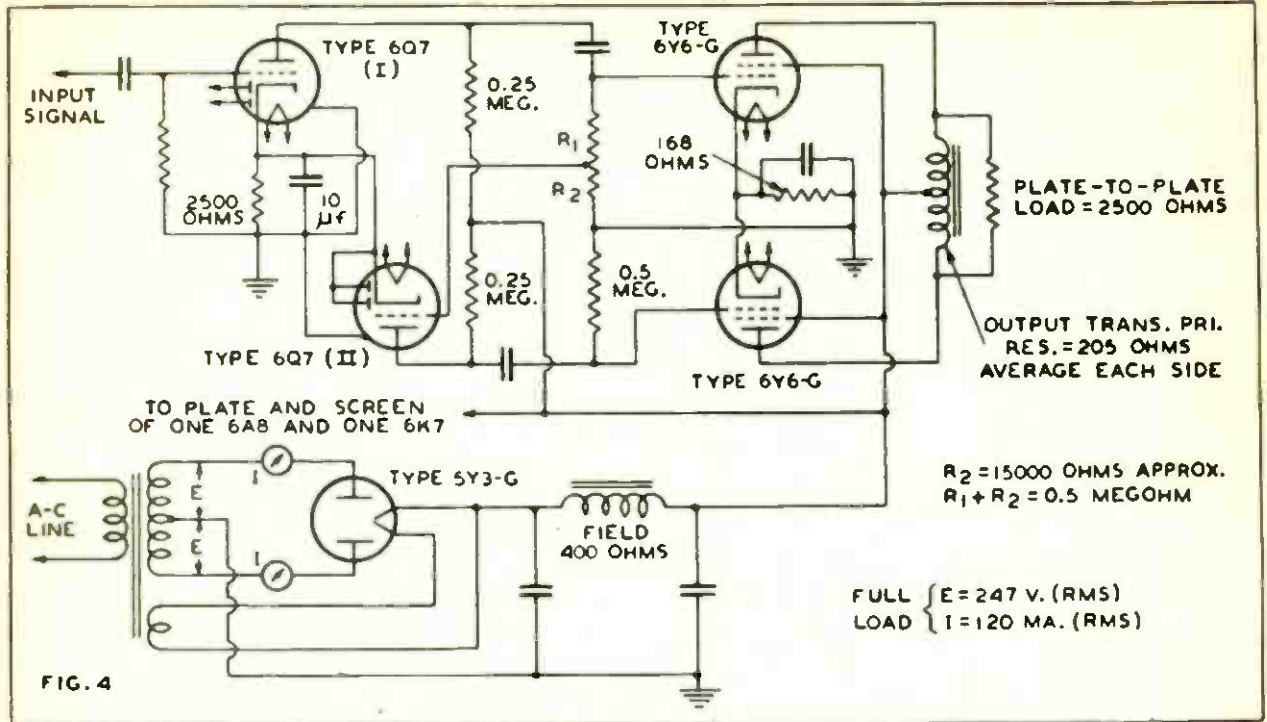 TYPE 6Q7
(I)
INPUT
SIGNAL
0.25
MEG.
2500
OHMS
10
µf
TYPE 6Q7 (II)
0.25
MEG.
R1
R2
0.5
MEG.
TYPE
6Y6-G
168
OHMS
TYPE 6Y6-G
PLATE-TO-PLATE
LOAD = 2500 OHMS
OUTPUT TRANS. PRI.
RES. = 205 OHMS
AVERAGE EACH SIDE
TO PLATE AND SCREEN
OF ONE 6A8 AND ONE 6K7
A-C
LINE
E
E
I
I
TYPE 5Y3-G
FIELD
400 OHMS
R2 = 15000 OHMS APPROX.
R1 + R2 = 0.5 MEGOHM
FULL
LOAD
E = 247 V. (RMS)
I = 120 MA. (RMS)
FIG. 4